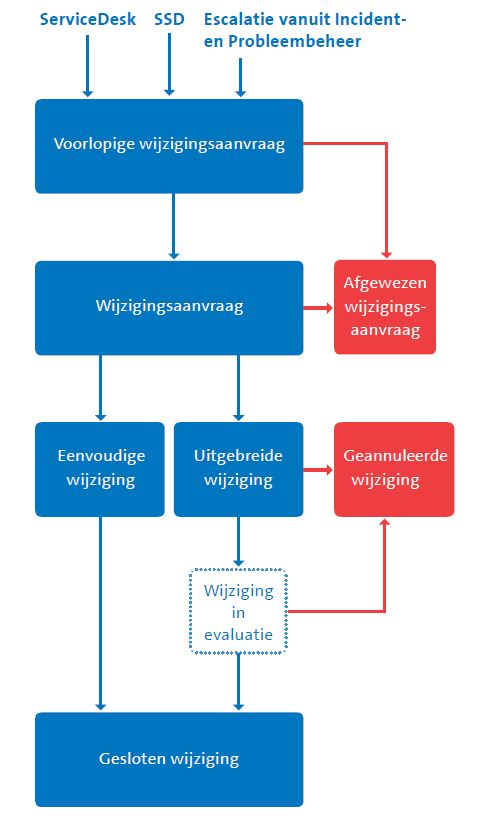 ServiceDesk SSD Escalatie vanuit Incident-
en Probleembeheer
Voorlopige wijzigingsaanvraag
Wijzigingsaanvraag
Afgewezen
wijzigings-
aanvraag
Eenvoudige
wijziging
Uitgebreide
wijziging
Geannuleerde
wijziging
Wijziging
in
evaluatie
Gesloten wijziging